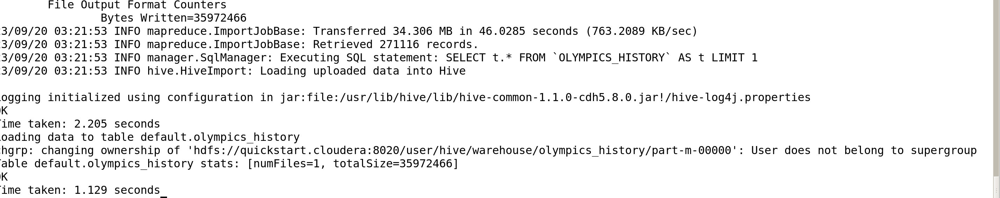 File Output Format Counters
Bytes Written=35972466
3/09/20 03:21:53 INFO mapreduce.ImportJobBase: Transferred 34.306 MB in 46.0285 seconds (763.2089 KB/sec)
3/09/20 03:21:53 INFO mapreduce.ImportJobBase: Retrieved 271116 records.
3/09/20 03:21:53 INFO manager.SqlManager: Executing SQL statement: SELECT t.* FROM `OLYMPICS_HISTORY` AS t LIMIT 1
3/09/20 03:21:53 INFO hive.HiveImport: Loading uploaded data into Hive
ogging initialized using configuration in jar:file:/usr/lib/hive/lib/hive-common-1.1.0-cdh5.8.0.jar!/hive-log4j.properties
OK
Time taken: 2.205 seconds
oading data to table default.olympics_history
chgrp: changing ownership of 'hdfs://quickstart.cloudera:8020/user/hive/warehouse/olympics_history/part-m-00000': User does not belong to supergroup
Table default.olympics_history stats: [numFiles=1, totalSize=35972466]
OK
Time taken: 1.129 seconds